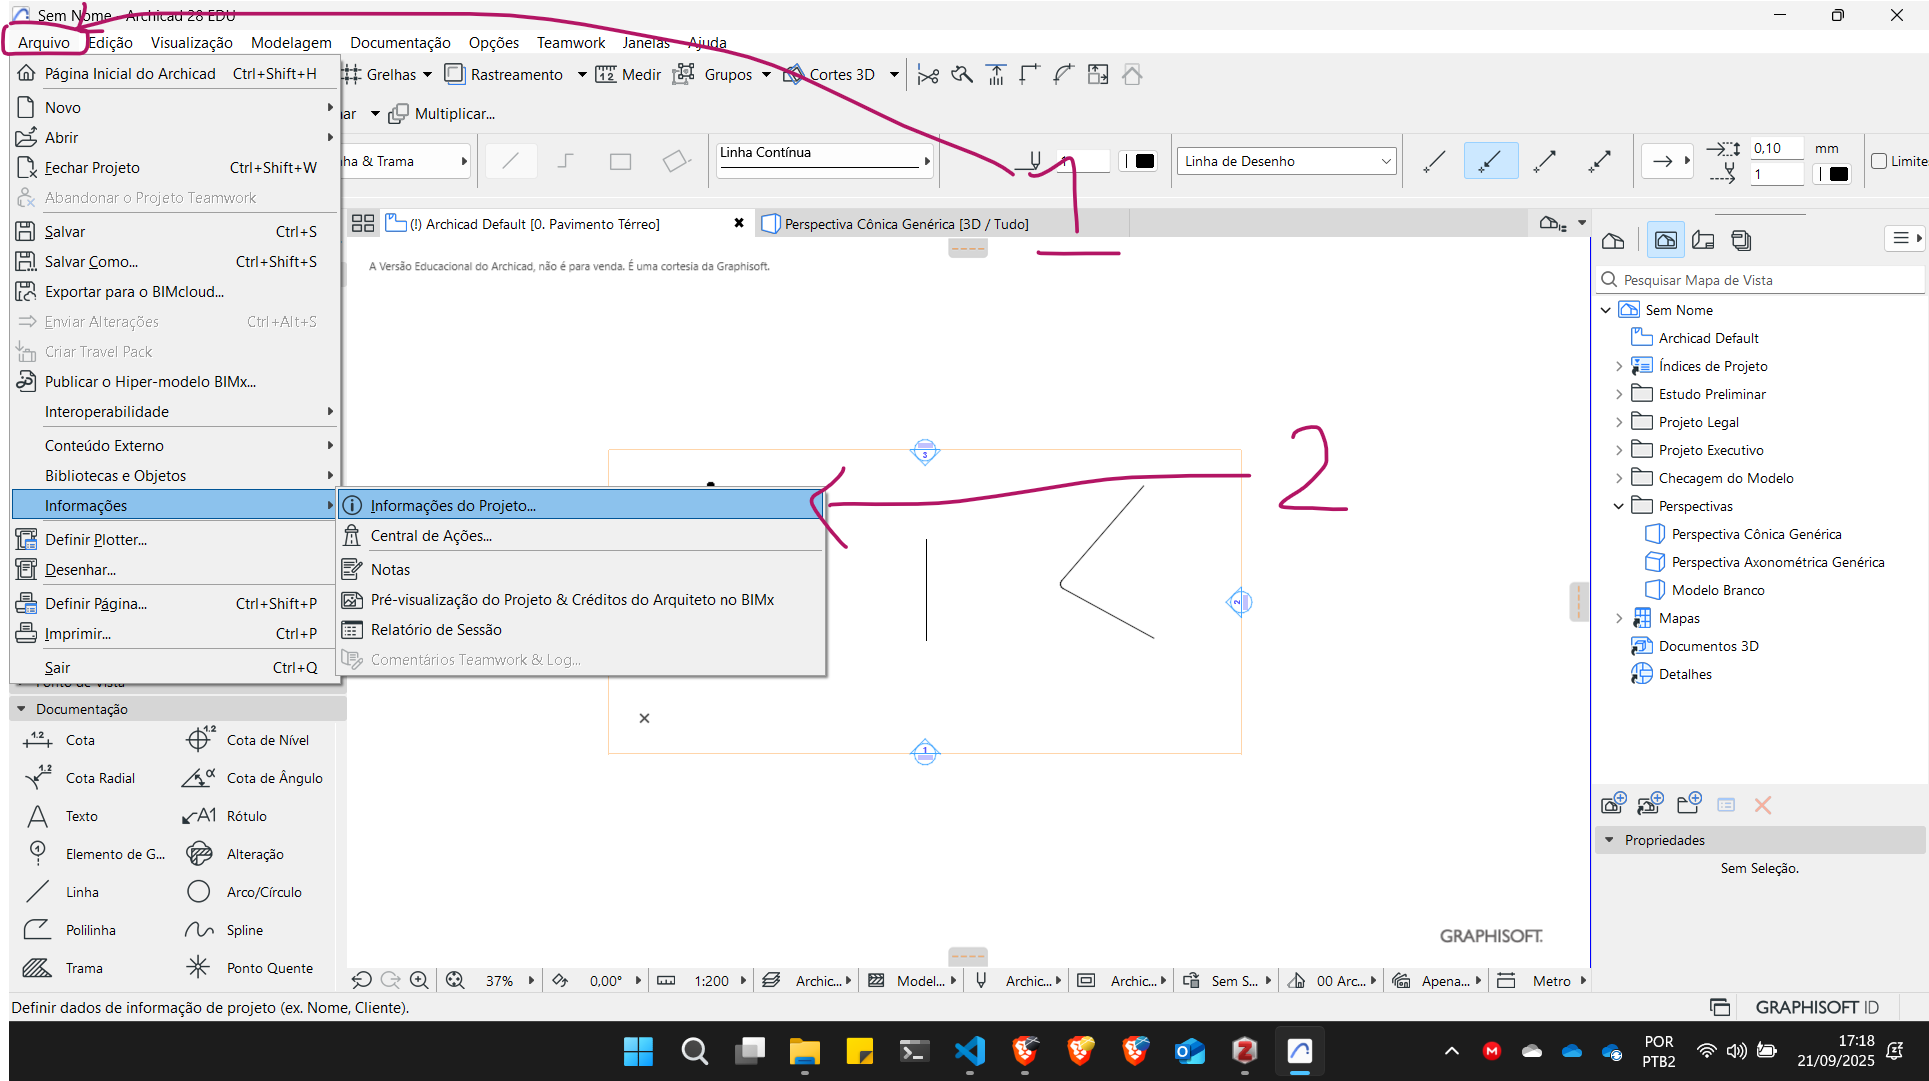 Sem Nome - Archicad 28 EDU
Arquivo Edição Visualização Modelagem Documentação Opções Teamwork Janelas Ajuda
Página Inicial do Archicad Ctrl+Shift+H
Grelhas Rastreamento Medir Grupos Cortes 3D
Novo
Multiplicar...
Abrir
Fechar Projeto Ctrl+Shift+W
ha & Trama
Linha Contínua
Linha de Desenho
0,10 mm
1
Limite
Abandonar o Projeto Teamwork
1
(!) Archicad Default [0. Pavimento Térreo]
Perspectiva Cônica Genérica [3D / Tudo]
Salvar Ctrl+S
Salvar Como... Ctrl+Shift+S
A Versão Educacional do Archicad, não é para venda. É uma cortesia da Graphisoft.
Exportar para o BIMcloud...
Enviar Alterações Ctrl+Alt+S
Criar Travel Pack
Publicar o Hiper-modelo BIMx...
Interoperabilidade
Conteúdo Externo
Bibliotecas e Objetos
Informações
Definir Plotter...
Desenhar...
Definir Página... Ctrl+Shift+P
Imprimir... Ctrl+P
Sair Ctrl+Q
Informações do Projeto...
Central de Ações...
Notas
Pré-visualização do Projeto & Créditos do Arquiteto no BIMx
Relatório de Sessão
Comentários Teamwork & Log...
2
3
2
1
Pesquisar Mapa de Vista
Sem Nome
Archicad Default
Índices de Projeto
Estudo Preliminar
Projeto Legal
Projeto Executivo
Checagem do Modelo
Perspectivas
Perspectiva Cônica Genérica
Perspectiva Axonométrica Genérica
Modelo Branco
Mapas
Documentos 3D
Detalhes
Propriedades
Sem Seleção.
Documentação
Cota 
Cota de Nível
Cota Radial
Cota de Ângulo
Texto
Rótulo
Elemento de G...
Alteração
Linha
Arco/Círculo
Polilinha
Spline
Trama
Ponto Quente
GRAPHISOFT.
37% 0,00° 1:200 Archic... Model... Archic... Archic... Sem S... 00 Arc... Apena... Metro
Definir dados de informação de projeto (ex. Nome, Cliente).
GRAPHISOFT ID
POR
PTB2
17:18
21/09/2025